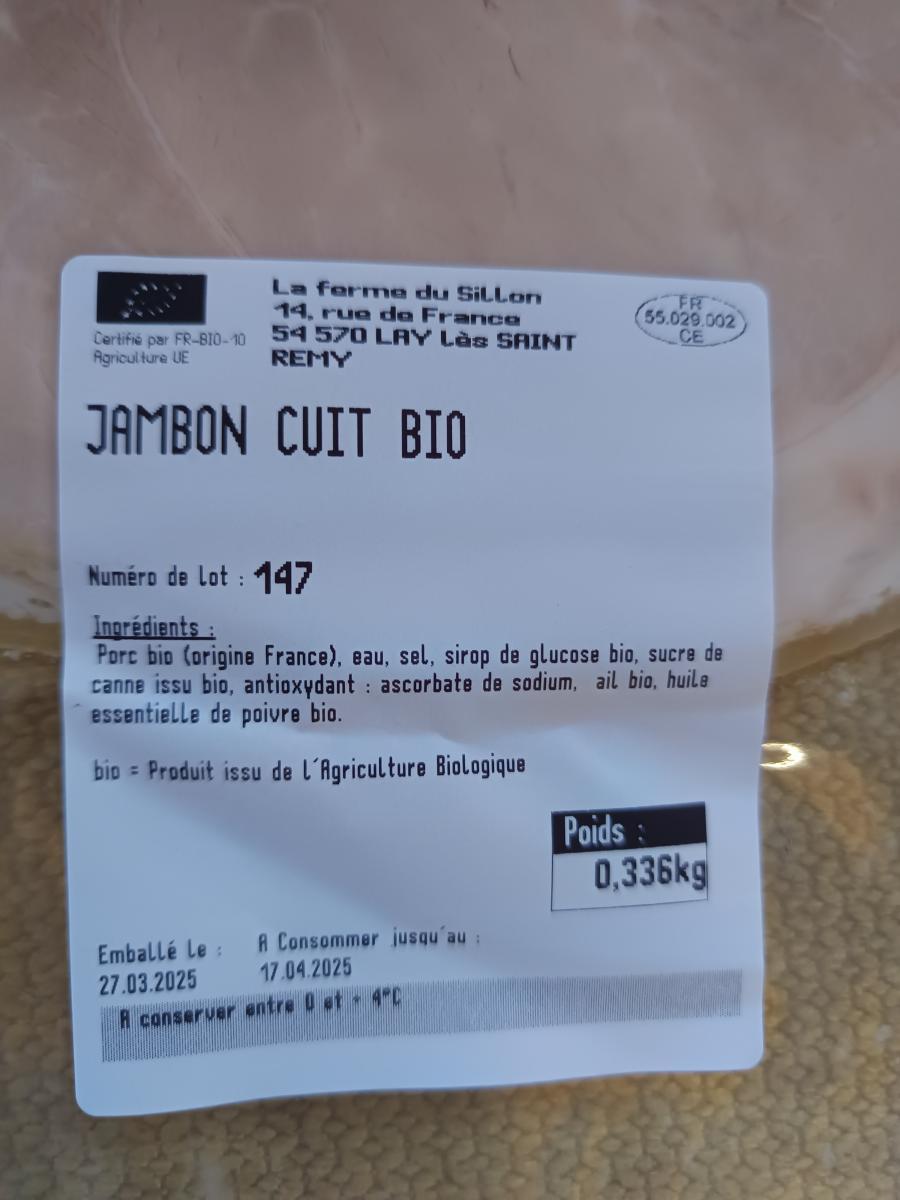 La ferme du Sillon
14, rue de France
54 570 LAY Lès SAINT
REMY
FR
55.029.002
CE
Certifié par FR-BIO-10
Agriculture UE
JAMBON CUIT BIO
Numéro de lot : 147
Ingrédients :
Porc bio (origine France), eau, sel, sirop de glucose bio, sucre de
canne issu bio, antioxydant : ascorbate de sodium, ail bio, huile
essentielle de poivre bio.
bio = Produit issu de l´Agriculture Biologique
Poids :
0,336kg
Emballé le : A Consommer jusqu´au :
27.03.2025 17.04.2025
A conserver entre 0 et + 4°C